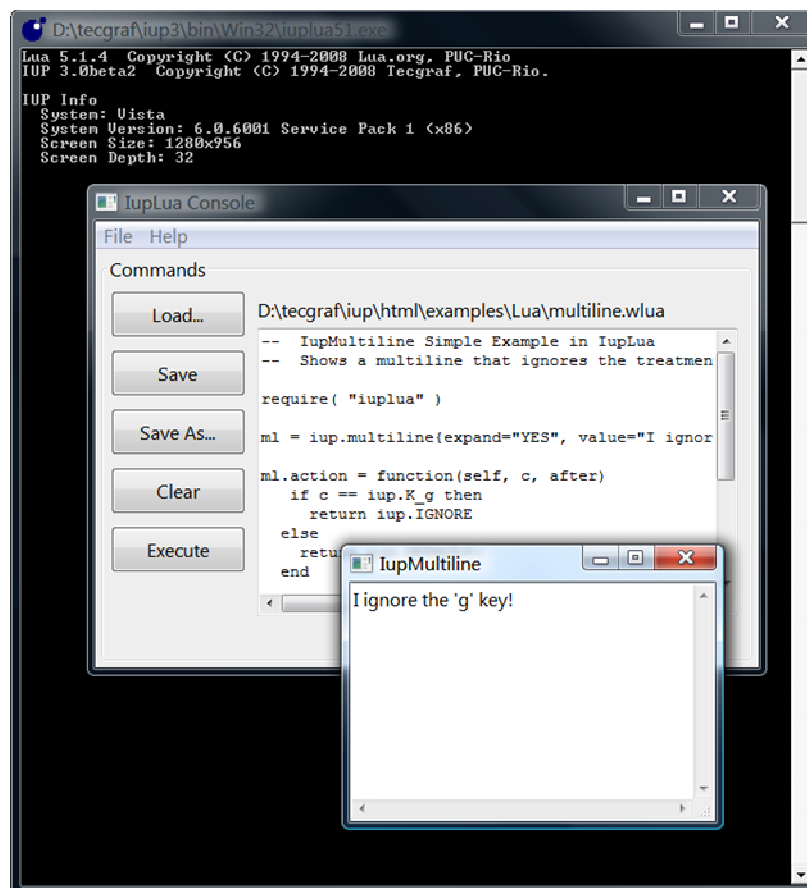 D:\tecgraf\iup3\bin\Win32\iuplua51.exe
Lua 5.1.4 Copyright (C) 1994-2008 Lua.org, PUC-Rio
IUP 3.0beta2 Copyright (C) 1994-2008 Tecgraf, PUC-Rio.
IUP Info
System: Vista
System Version: 6.0.6001 Service Pack 1 (x86)
Screen Size: 1280x956
Screen Depth: 32
IupLua Console
File Help
Commands
Load...
Save
Save As...
Clear
Execute
D:\tecgraf\iup\html\examples\Lua\multiline.wlua
-- IupMultiline Simple Example in IupLua
-- Shows a multiline that ignores the treatmen
require( "iuplua" )
ml = iup.multiline{expand="YES", value="I ignor
ml.action = function(self, c, after)
if c == iup.K_g then
return iup.IGNORE
else
retu
end
IupMultiline
I ignore the 'g' key!